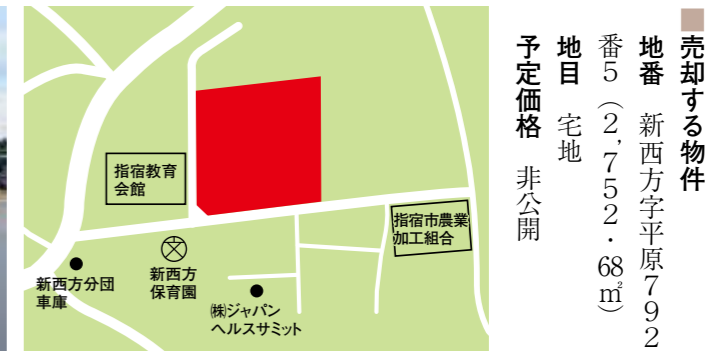 ■売却する物件
地番　新西方字平原792
番5（2,752・68㎡）
地目　宅地
予定価格　非公開
指宿教育
会館
指宿市農業
加工組合
新西方分団
車庫
新西方
保育園
㈱ジャパン
ヘルスサミット